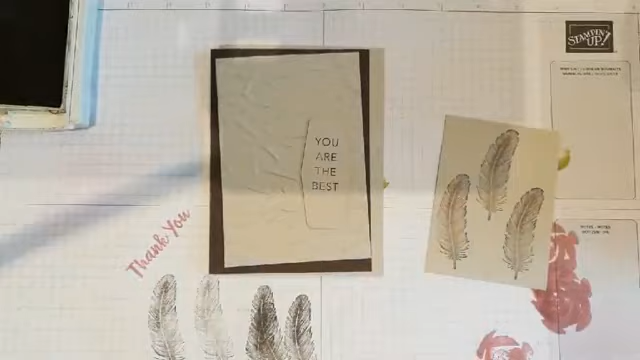 STAMPIN' UP!
YOU
ARE
THE
BEST
Thank You